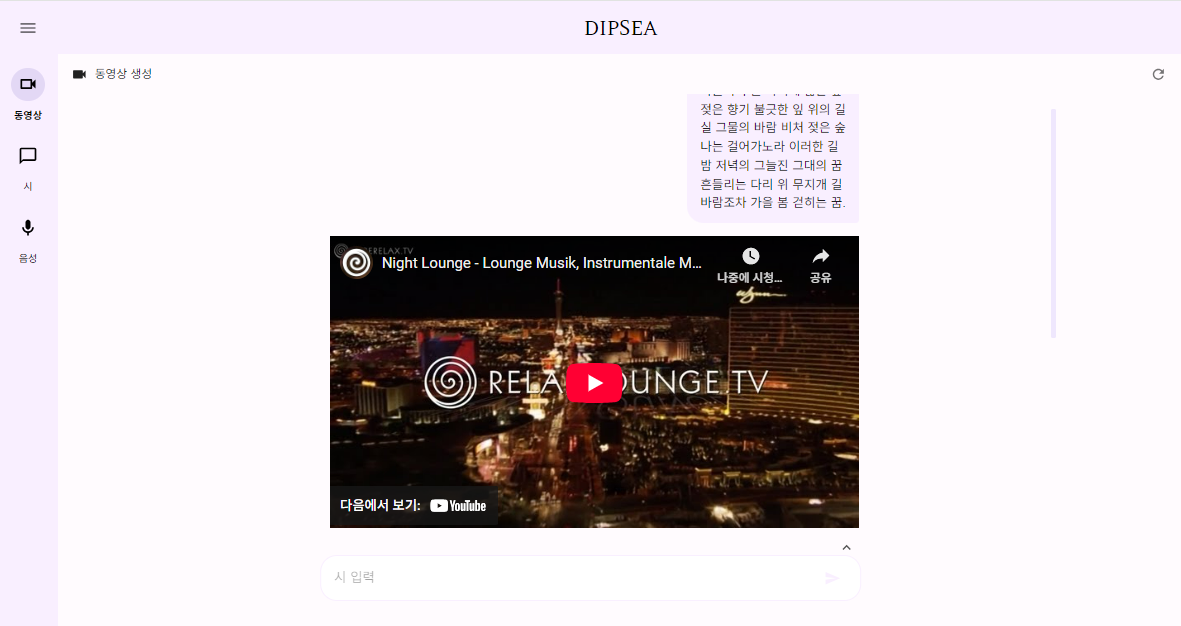 DIPSEA
동영상 생성
동영상
시
음성
젖은 향기 불긋한 잎 위의 길
실 그물의 바람 비처 젖은 숲
나는 걸어가노라 이러한 길
밤 저녁의 그늘진 그대의 꿈
흔들리는 다리 위 무지개 길
바람조차 가을 봄 걷히는 꿈.
RELAX.TV
Night Lounge - Lounge Musik, Instrumentale M...
나중에 시청...
공유
wynn
RELA OUNGE.TV
다음에서 보기: YouTube
시 입력